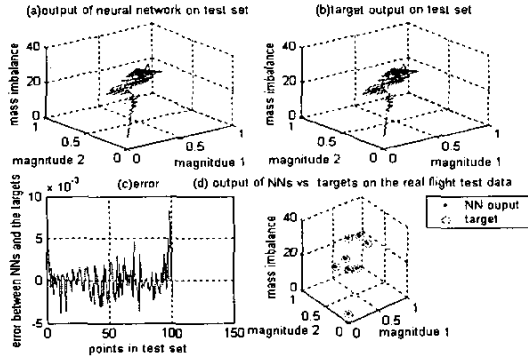 (a)output of neural network on test set
(b)target output on test set
mass imbalance
40
20
0
1
0.5
0
magnitude 2
0
0.5
1
magnitdue 1
mass imbalance
40
20
0
1
0.5
0
magnitude 2
0
0.5
1
magnitude 1
x 10^-3
(c)error
error between NNs and the targets
10
5
0
-5
0
50
100
150
points in test set
(d) output of NNs vs targets on the real flight test data
NN ouput
target
mass imbalance
40
20
0
1
0.5
0
magnitude 2
0
0.5
1
magnitdue 1